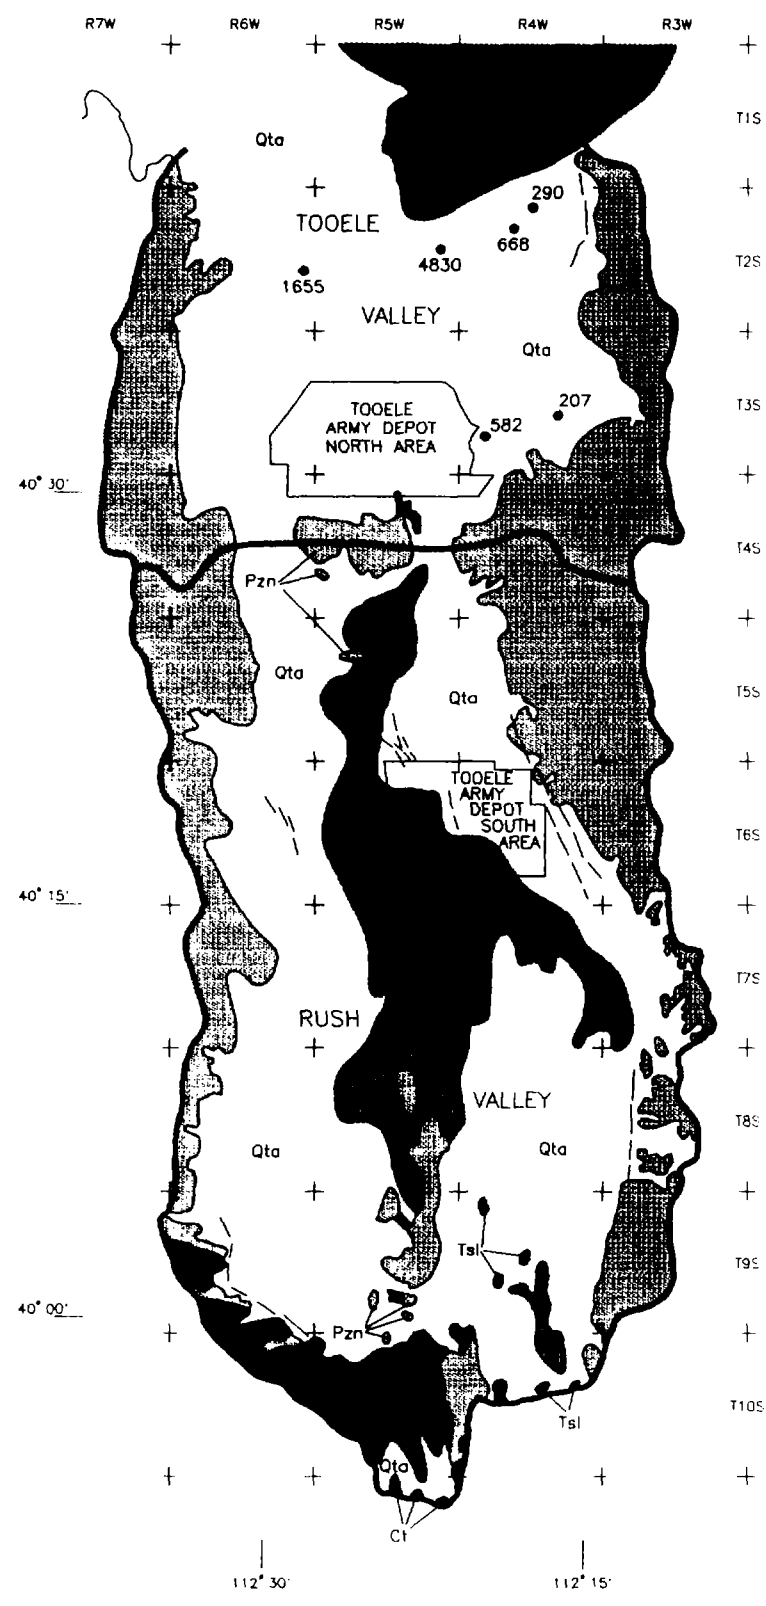 R7W R6W R5W R4W R3W
T1S
Qta
290
TOOELE
668
4830
T2S
1655
VALLEY
Qta
207
T3S
TOOELE
ARMY DEPOT
NORTH AREA
582
40° 30'
T4S
Pzn
Qta
Qta
T5S
TOOELE
ARMY
DEPOT
SOUTH
AREA
T6S
40° 15'
T7S
RUSH
VALLEY
T8S
Qta
Qta
Tsl
T9S
40° 00'
Pzn
T10S
Tsl
Qta
Ct
112° 30' 112° 15'